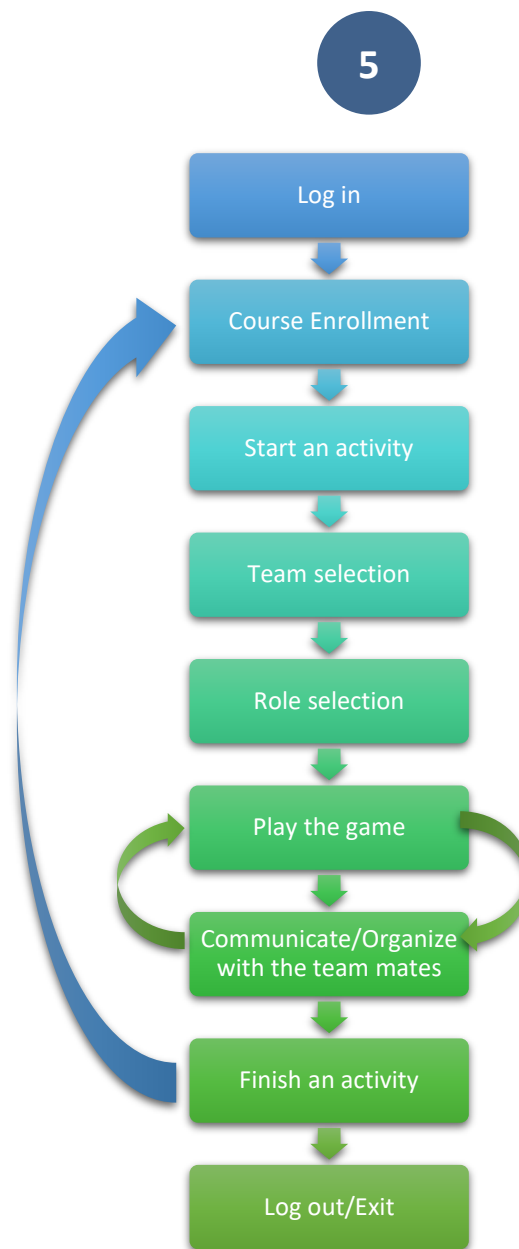 5
Log in
Course Enrollment
Start an activity
Team selection
Role selection
Play the game
Communicate/Organize
with the team mates
Finish an activity
Log out/Exit